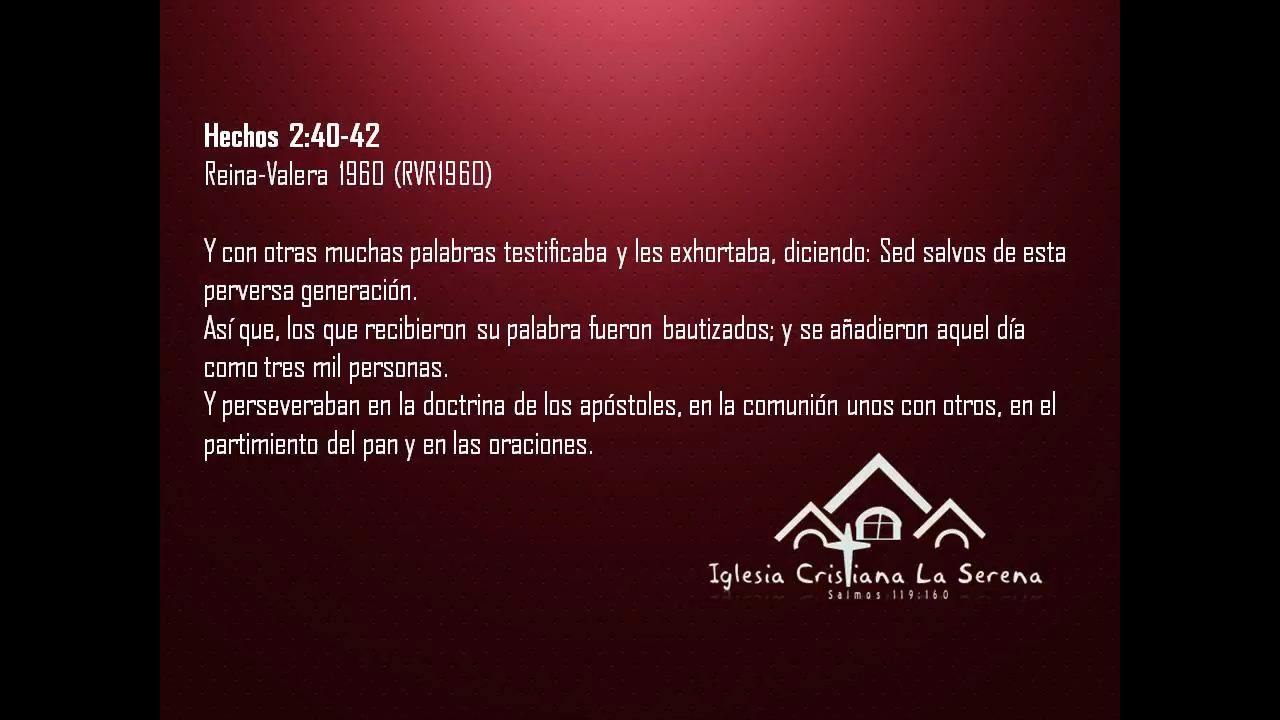 Hechos 2:40-42
Reina-Valera 1960 (RVR1960)
Y con otras muchas palabras testificaba y les exhortaba, diciendo: Sed salvos de esta
perversa generación.
Así que, los que recibieron su palabra fueron bautizados; y se añadieron aquel día
como tres mil personas.
Y perseveraban en la doctrina de los apóstoles, en la comunión unos con otros, en el
partimiento del pan y en las oraciones.
Iglesia Cristiana La Serena
Salmos 119:160